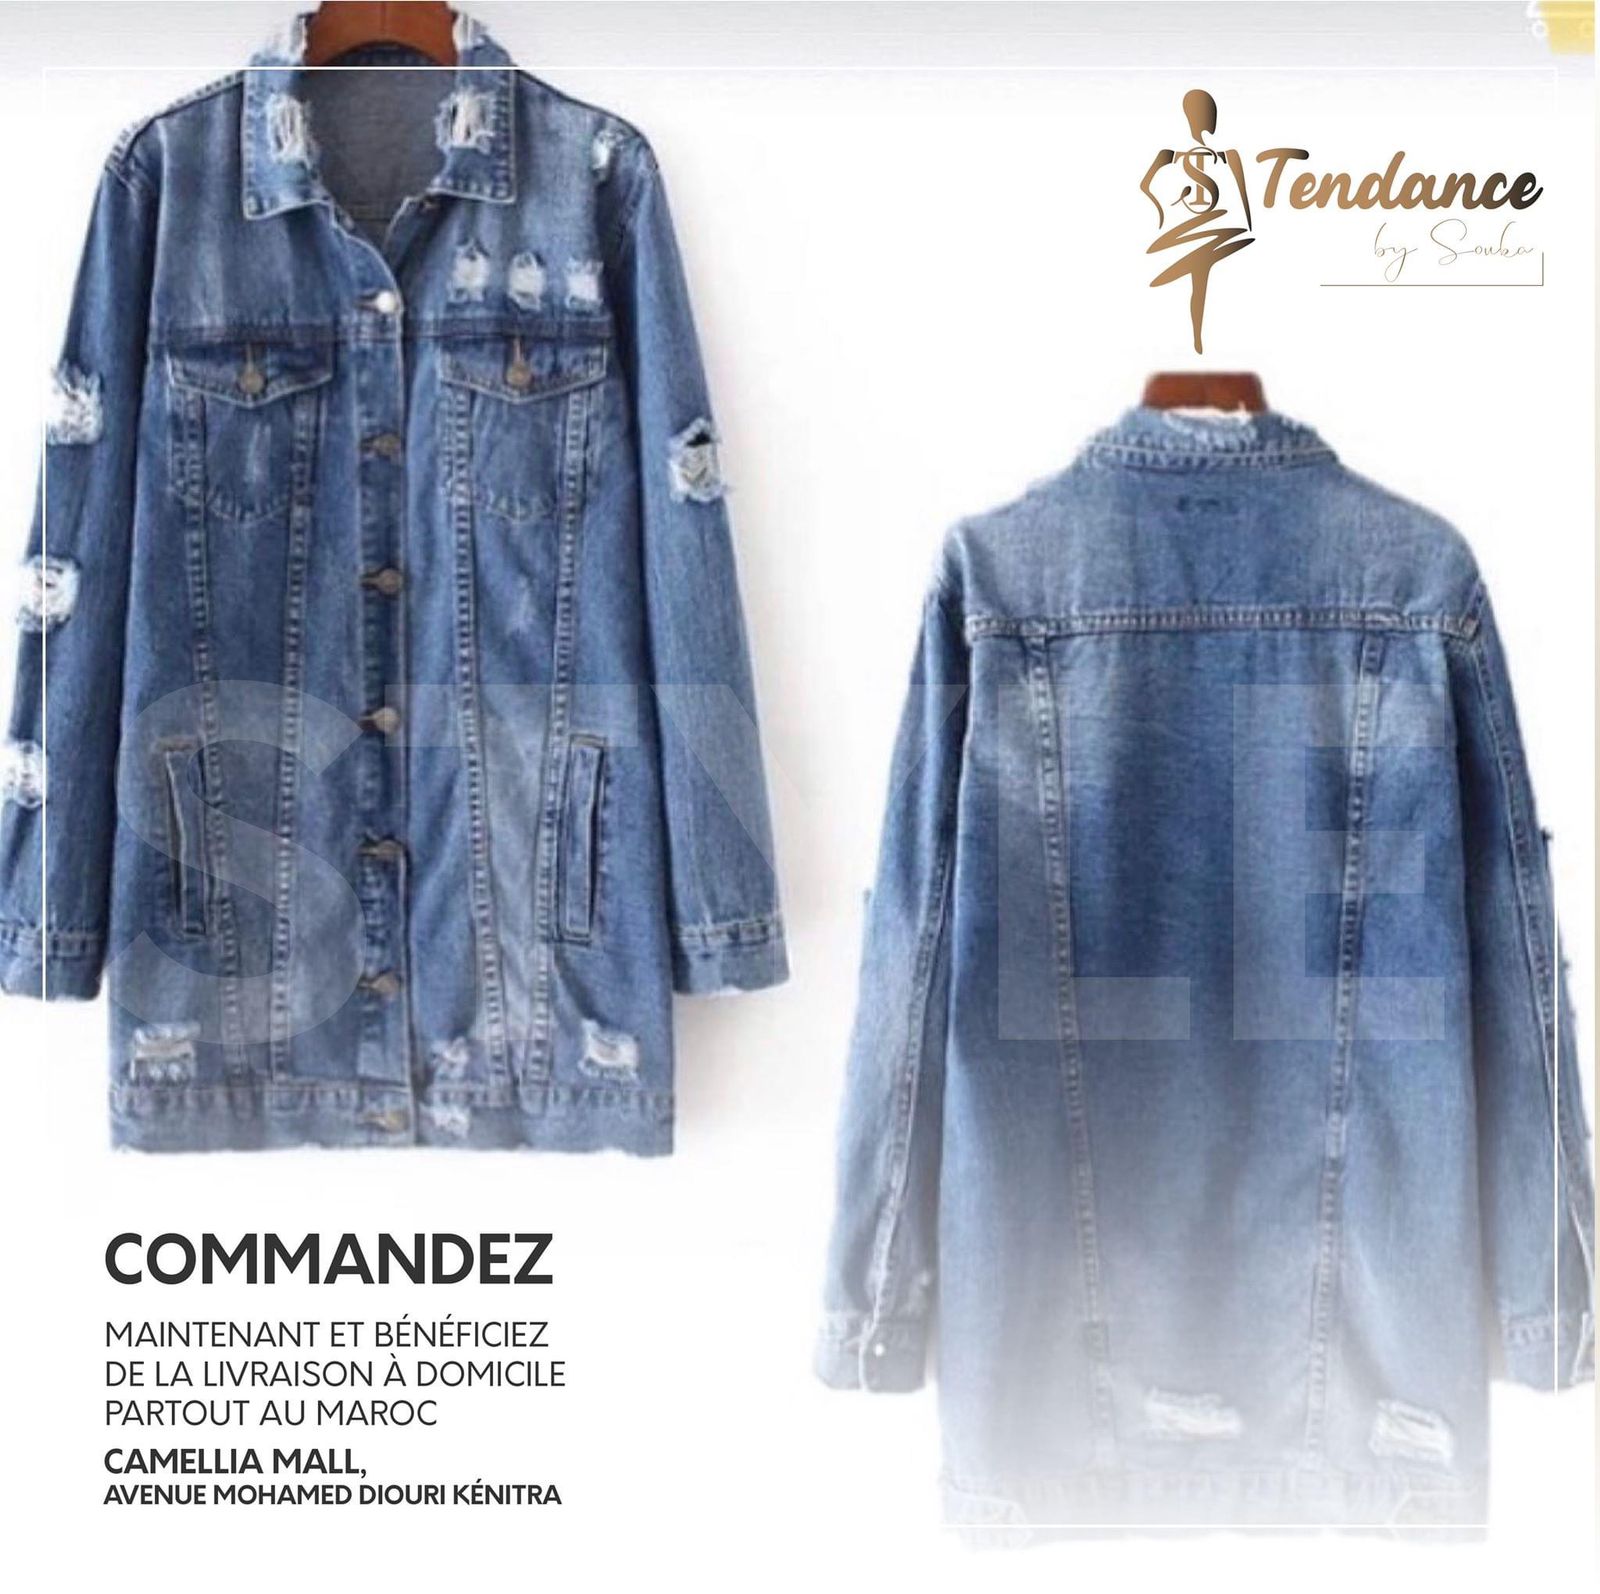 Tendance
by Souka
STYLE
COMMANDEZ
MAINTENANT ET BÉNÉFICIEZ
DE LA LIVRAISON À DOMICILE
PARTOUT AU MAROC
CAMELLIA MALL,
AVENUE MOHAMED DIOURI KÉNITRA